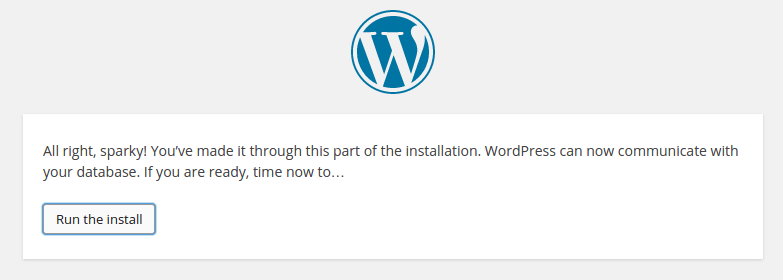 All right, sparky! You’ve made it through this part of the installation. WordPress can now communicate with
your database. If you are ready, time now to…
Run the install